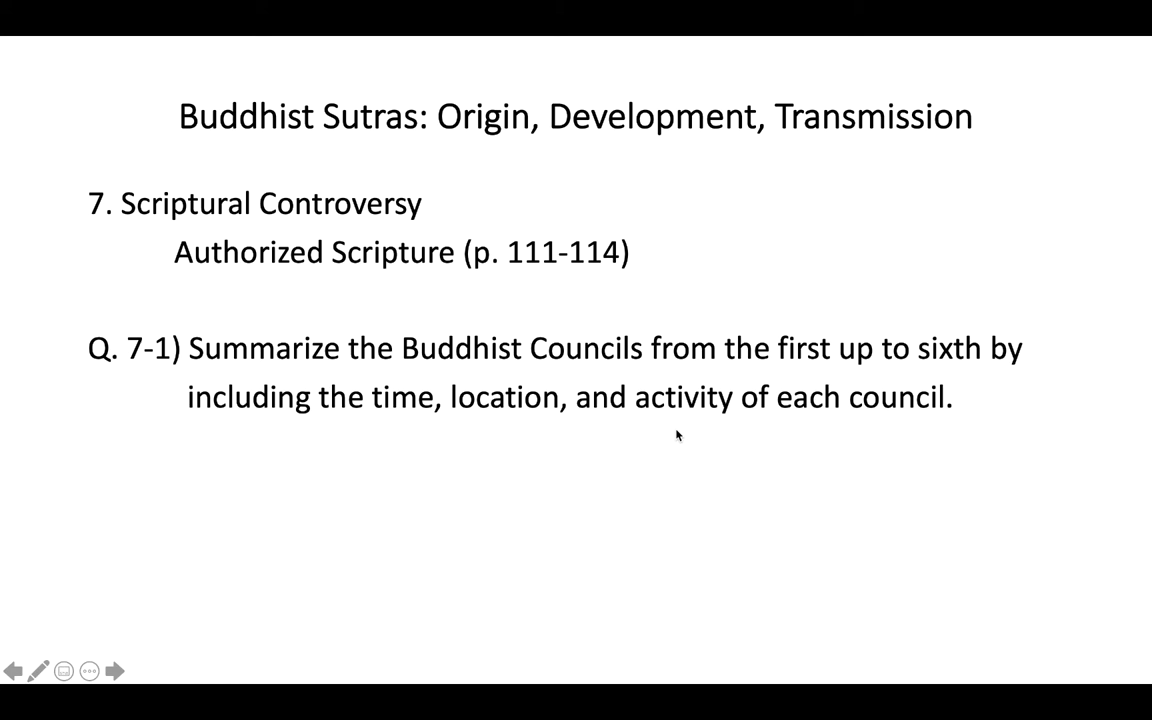 Buddhist Sutras: Origin, Development, Transmission
7. Scriptural Controversy
Authorized Scripture (p. 111-114)
Q. 7-1) Summarize the Buddhist Councils from the first up to sixth by
including the time, location, and activity of each council.